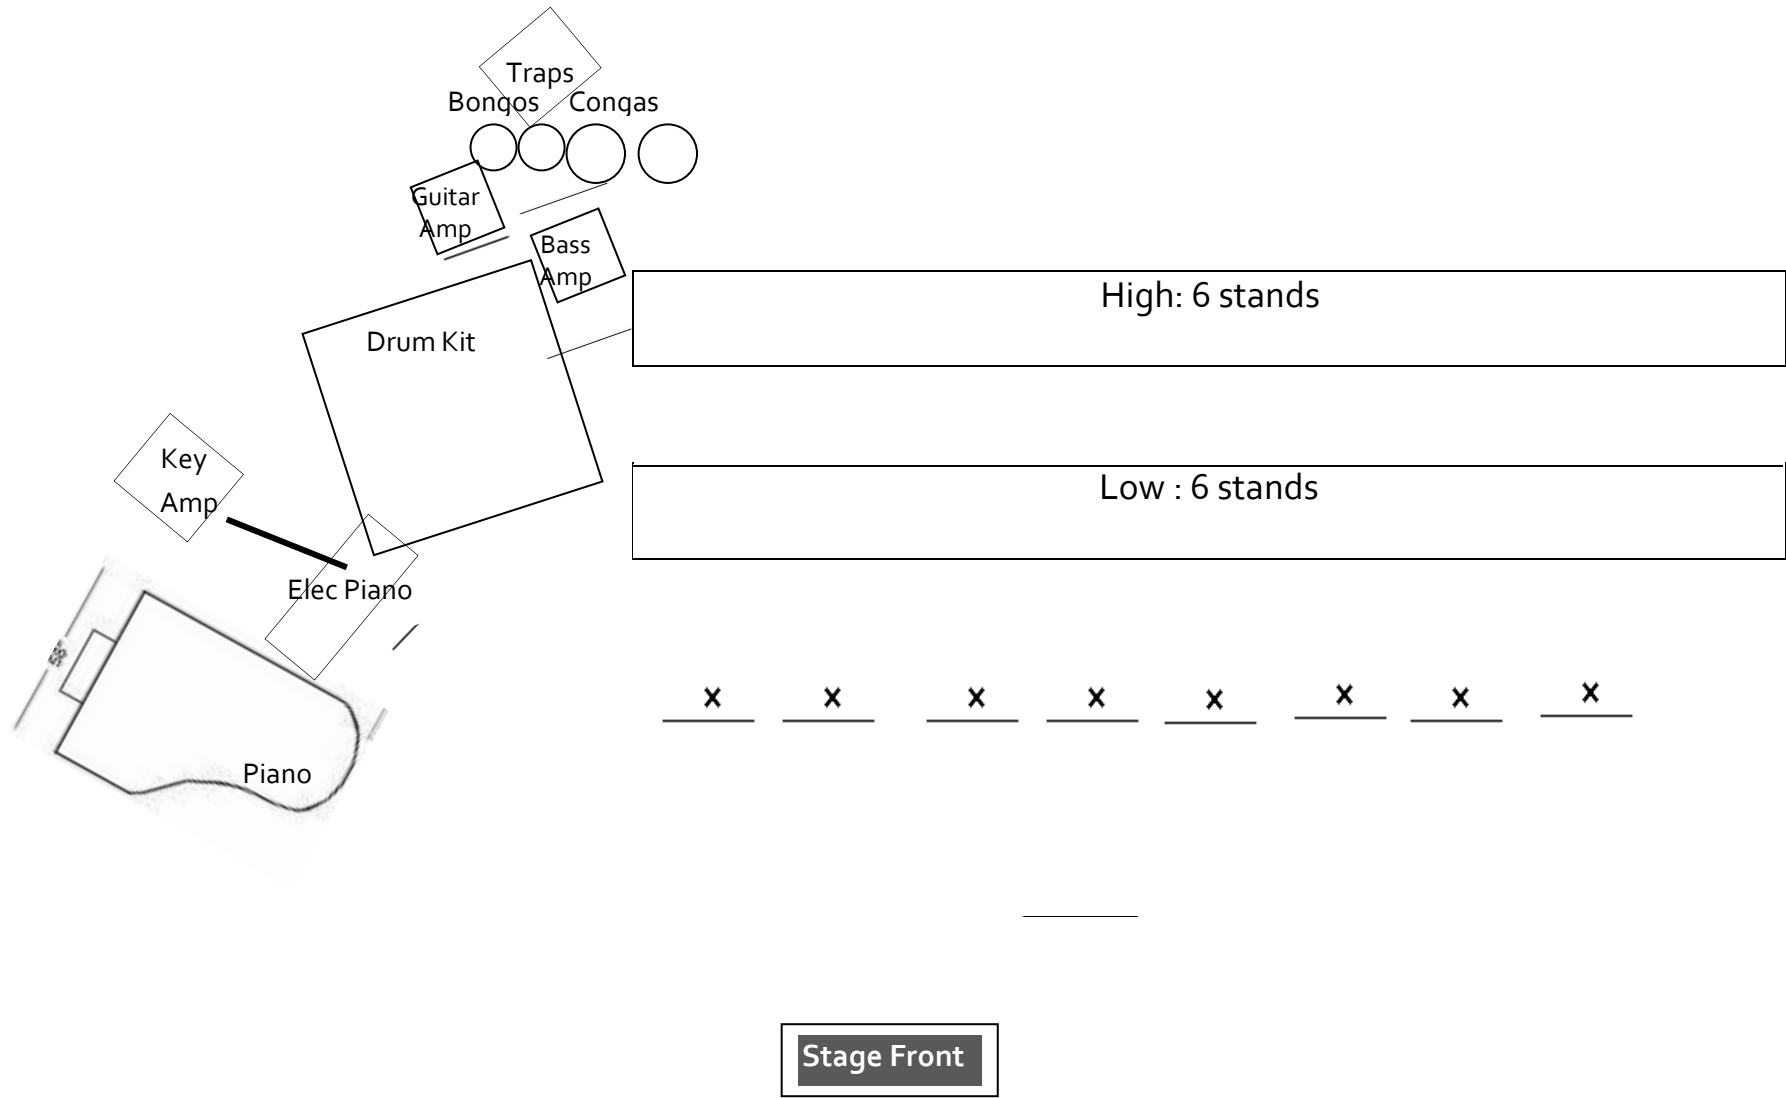 Traps
Bongos Congas
Guitar
Amp
Bass
Amp
High: 6 stands
Drum Kit
Key
Amp
Low : 6 stands
Elec Piano
58"
x x x x x x x x
Piano
Stage Front